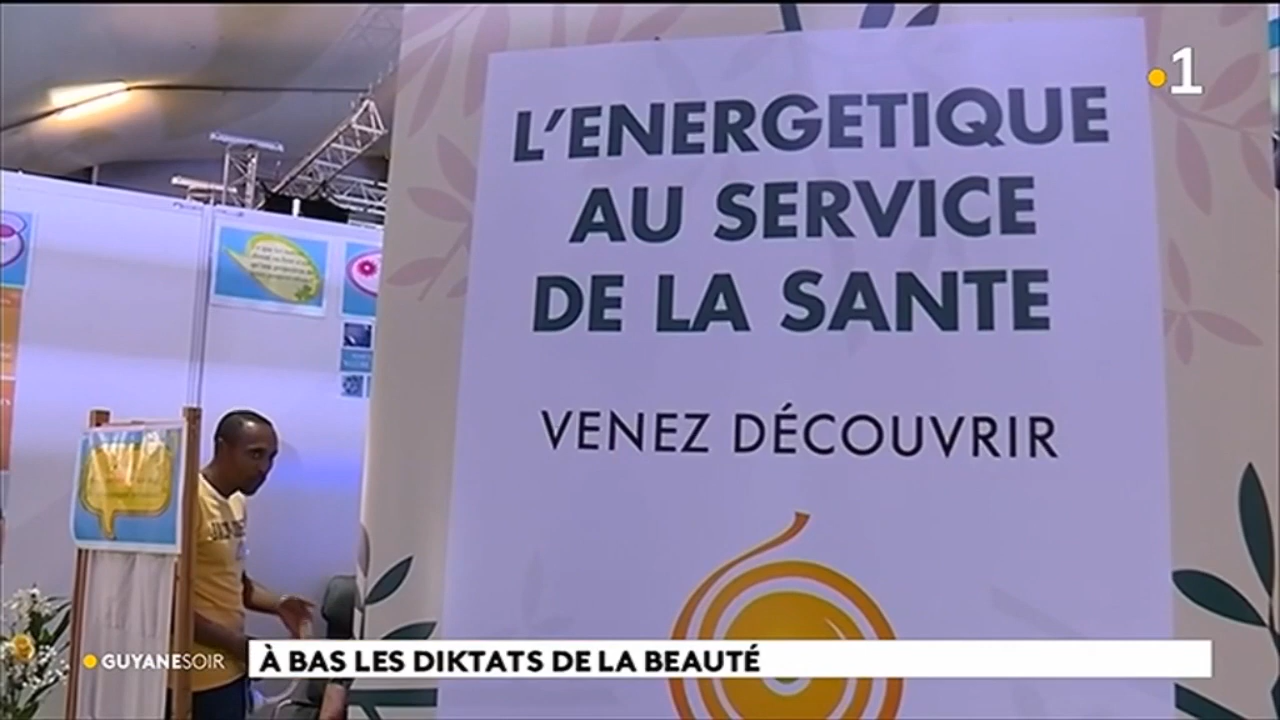 1
L'ENERGETIQUE
AU SERVICE
DE LA SANTE
VENEZ DÉCOUVRIR
GUYANESOIR
À BAS LES DIKTATS DE LA BEAUTÉ